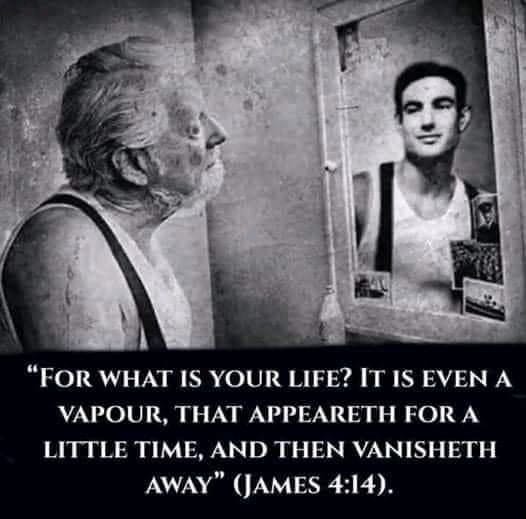 “For what is your life? It is even a
vapour, that appeareth for a
little time, and then vanisheth
away” (James 4:14).